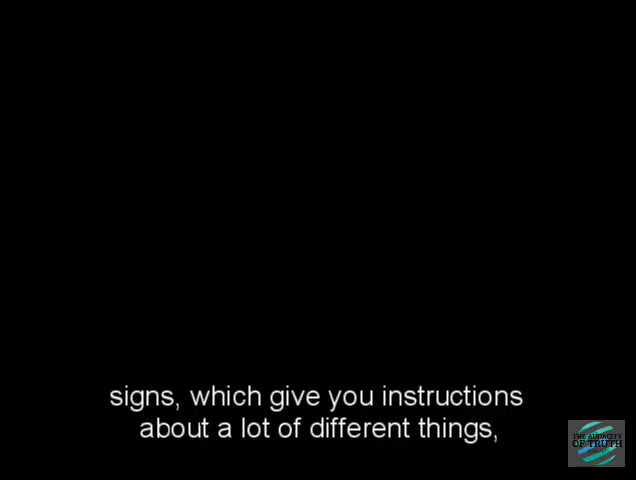 signs, which give you instructions
about a lot of different things,
THE AUDACITY
OF TRUTH